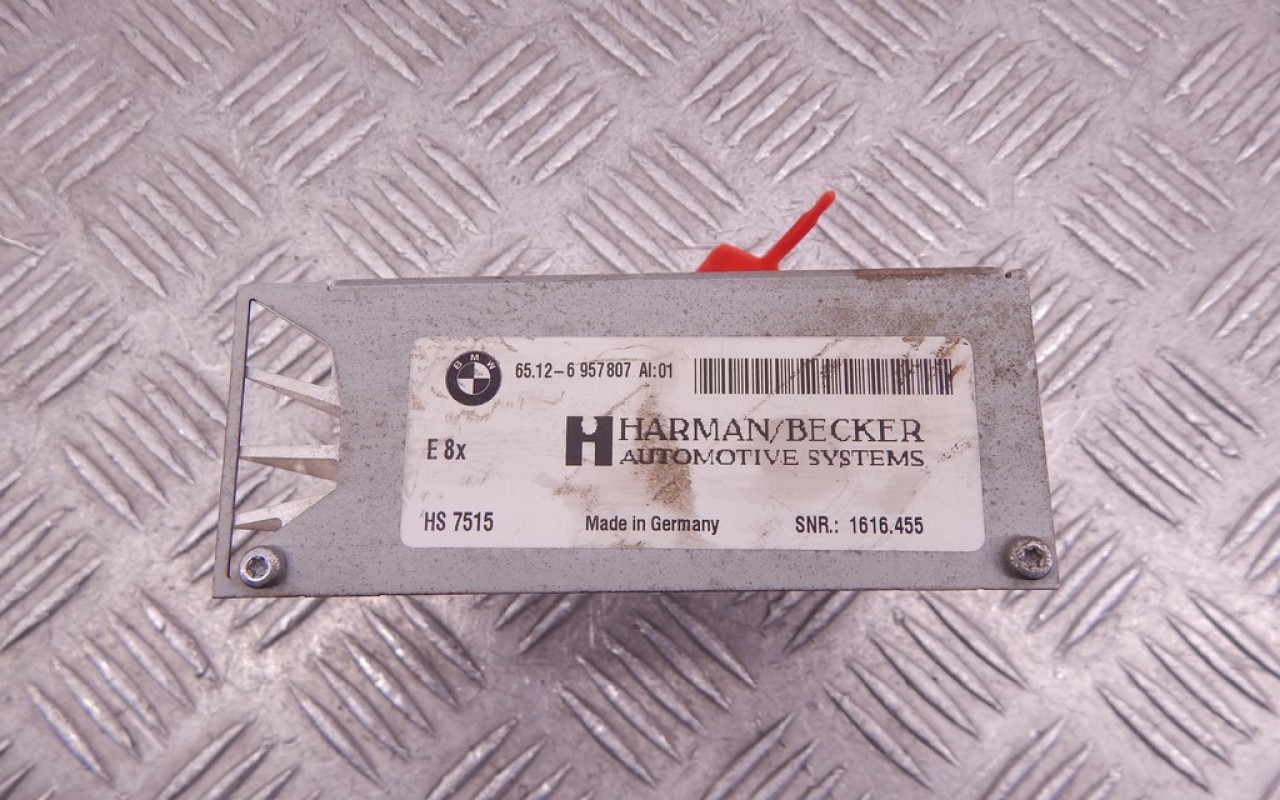 BMW
65.12-6 957807 AI:01
HARMAN/BECKER
AUTOMOTIVE SYSTEMS
E 8x
HS 7515 Made in Germany SNR.: 1616.455